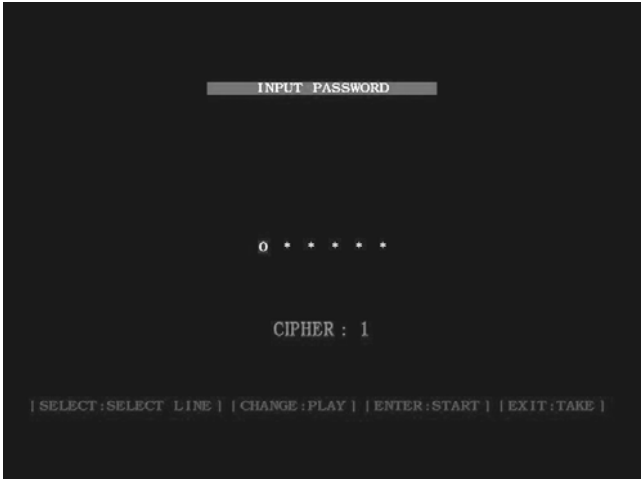 INPUT PASSWORD
0 * * * * *
CIPHER : 1
[SELECT:SELECT LINE] [CHANGE:PLAY] [ENTER:START] [EXIT:TAKE]